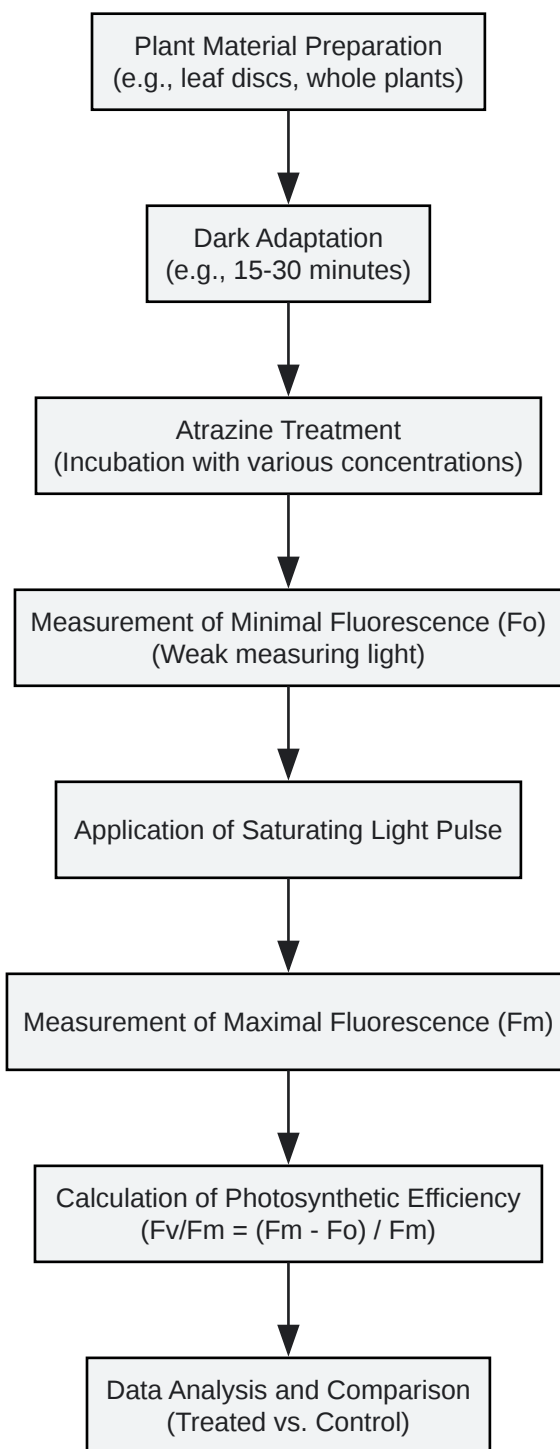 Plant Material Preparation
(e.g., leaf discs, whole plants)
Dark Adaptation
(e.g., 15-30 minutes)
Atrazine Treatment
(Incubation with various concentrations)
Measurement of Minimal Fluorescence (Fo)
(Weak measuring light)
Application of Saturating Light Pulse
Measurement of Maximal Fluorescence (Fm)
Calculation of Photosynthetic Efficiency
(Fv/Fm = (Fm - Fo) / Fm)
Data Analysis and Comparison
(Treated vs. Control)